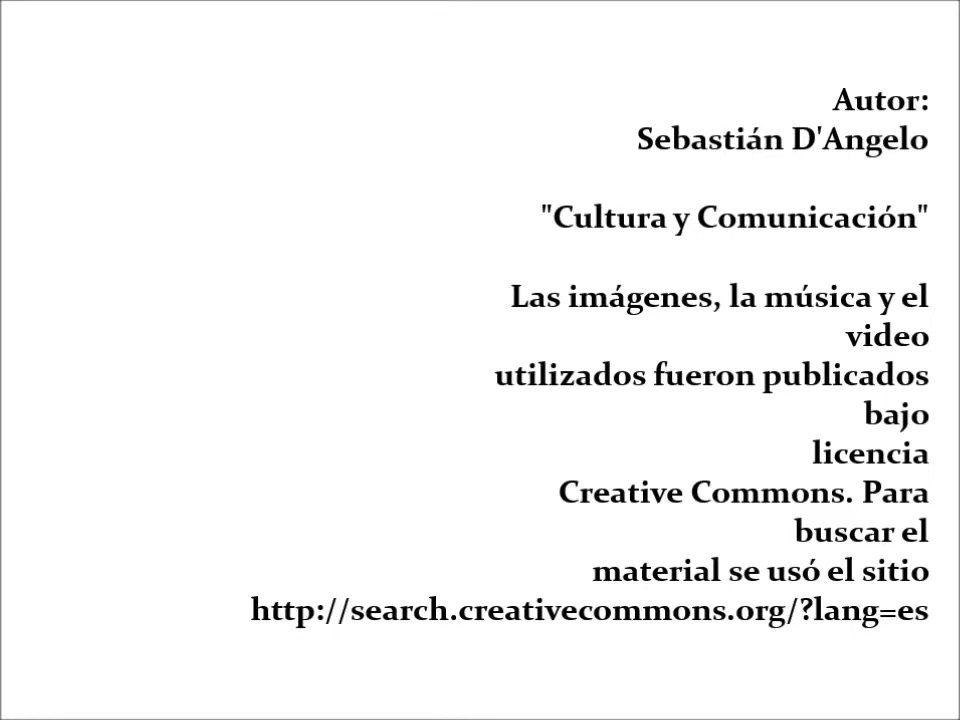 Autor:
Sebastián D'Angelo
"Cultura y Comunicación"
Las imágenes, la música y el
video
utilizados fueron publicados
bajo
licencia
Creative Commons. Para
buscar el
material se usó el sitio
http://search.creativecommons.org/?lang=es